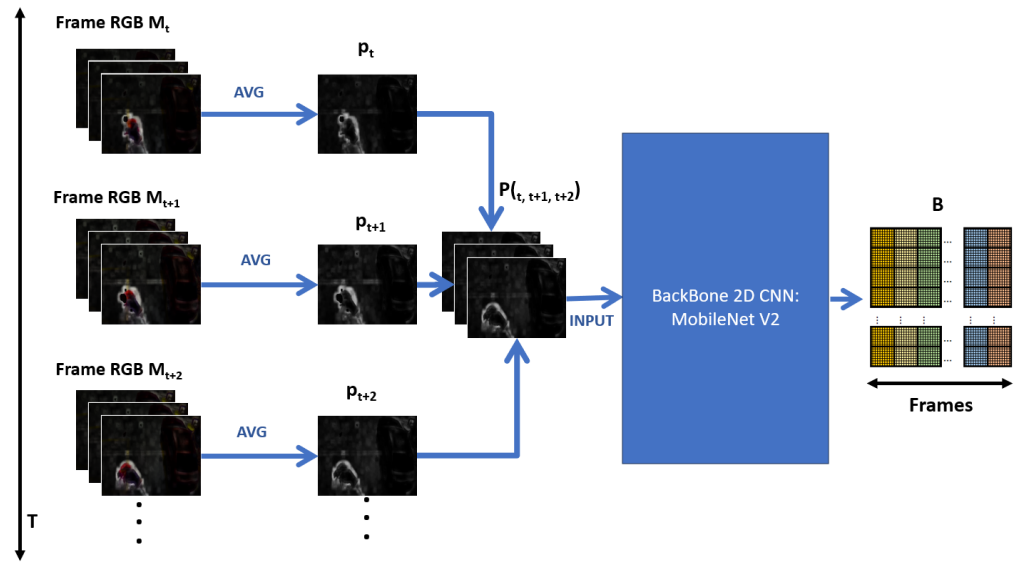 Frame RGB Mt
pt
AVG
Frame RGB Mt+1
P(t, t+1, t+2)
pt+1
AVG
B
BackBone 2D CNN:
MobileNet V2
INPUT
Frame RGB Mt+2
pt+2
AVG
Frames
T